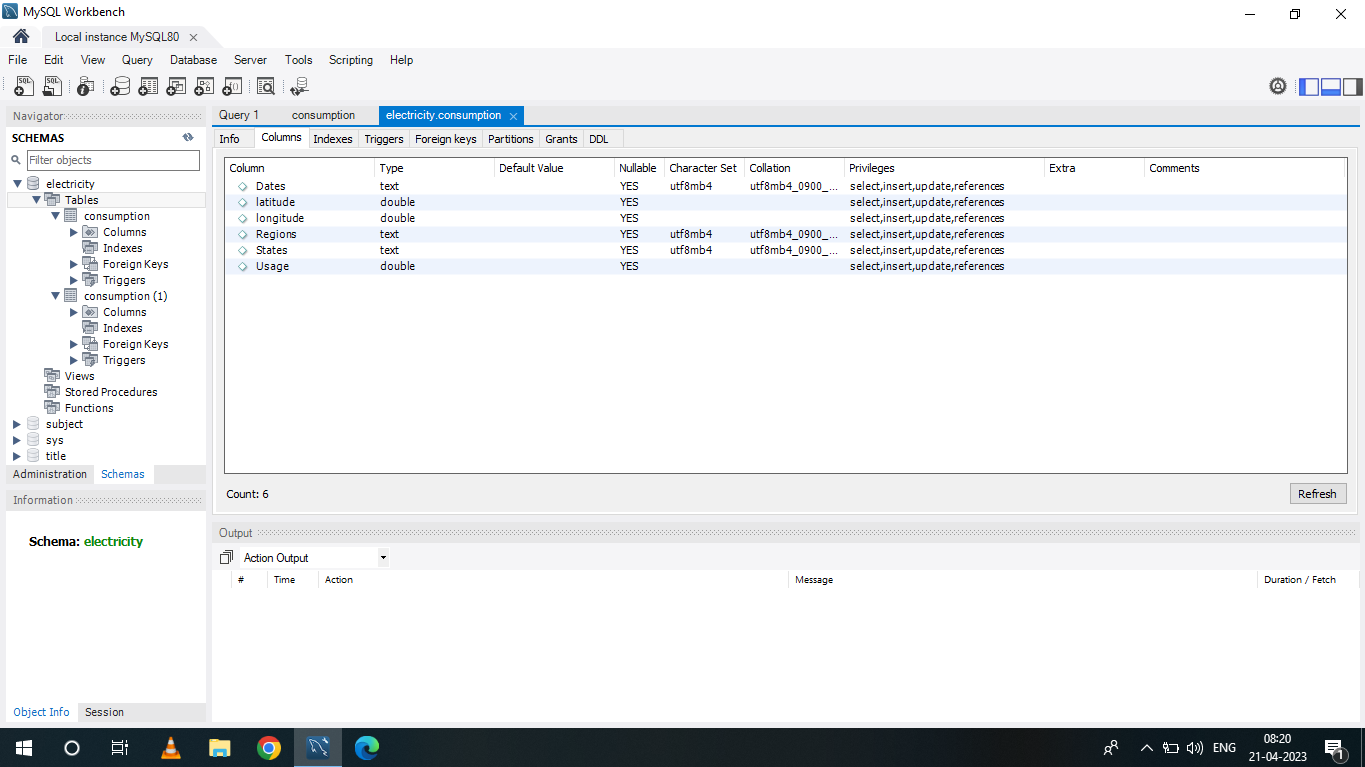 MySQL Workbench
Local instance MySQL80
File Edit View Query Database Server Tools Scripting Help
Navigator
SCHEMAS
Filter objects
electricity
Tables
consumption
Columns
Indexes
Foreign Keys
Triggers
consumption (1)
Columns
Indexes
Foreign Keys
Triggers
Views
Stored Procedures
Functions
subject
sys
title
Administration Schemas
Information
Schema: electricity
Object Info Session
Query 1 consumption electricity.consumption
Info Columns Indexes Triggers Foreign keys Partitions Grants DDL
Column Type Default Value Nullable Character Set Collation Privileges Extra Comments
Dates text YES utf8mb4 utf8mb4_0900_... select,insert,update,references
latitude double YES select,insert,update,references
longitude double YES select,insert,update,references
Regions text YES utf8mb4 utf8mb4_0900_... select,insert,update,references
States text YES utf8mb4 utf8mb4_0900_... select,insert,update,references
Usage double YES select,insert,update,references
Count: 6
Refresh
Output
Action Output
# Time Action Message Duration / Fetch
ENG
08:20
21-04-2023
1